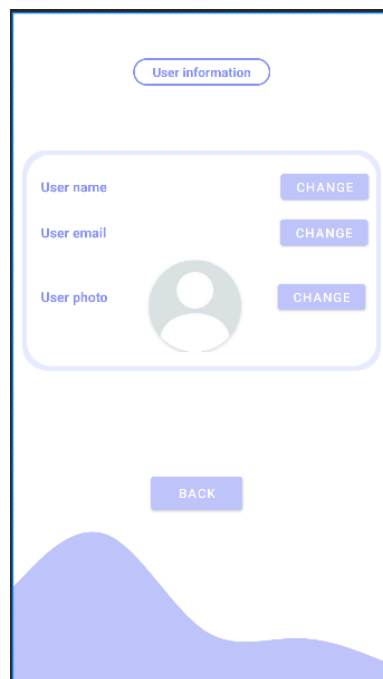 User information
User name
CHANGE
User email
CHANGE
User photo
CHANGE
BACK